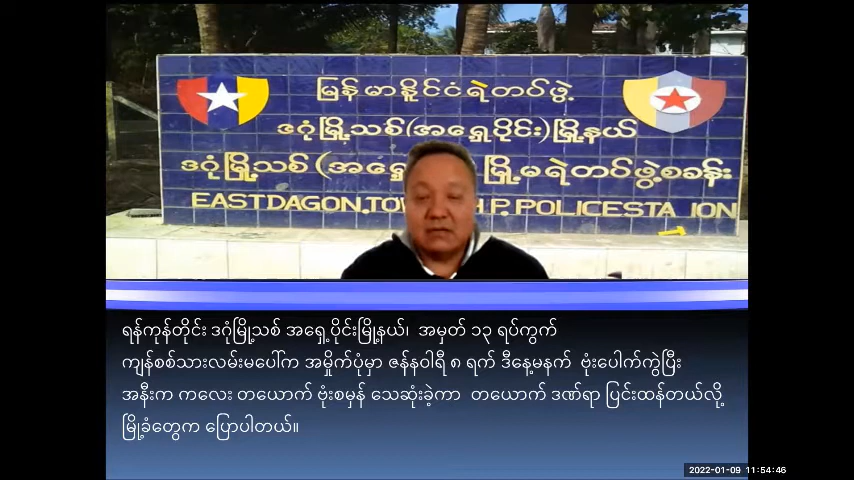 မြန်မာနိုင်ငံရဲတပ်ဖွဲ့
ဒဂုံမြို့သစ်(အရှေ့ပိုင်း)မြို့နယ်
ဒဂုံမြို့သစ်(အရှေ့ မြို့မရဲတပ်ဖွဲ့စခန်း
EASTDAGON.TO H P.POLICESTA ION
ရန်ကုန်တိုင်း ဒဂုံမြို့သစ် အရှေ့ပိုင်းမြို့နယ်၊ အမှတ် ၁၃ ရပ်ကွက်
ကျန်စစ်သားလမ်းမပေါ်က အမှိုက်ပုံမှာ ဇန်နဝါရီ ၈ ရက် ဒီနေ့မနက် ဗုံးပေါက်ကွဲပြီး
အနီးက ကလေး တယောက် ဗုံးစမှန် သေဆုံးခဲ့ကာ တယောက် ဒဏ်ရာ ပြင်းထန်တယ်လို့
မြို့ခံတွေက ပြောပါတယ်။
2022-01-09 11:54:46